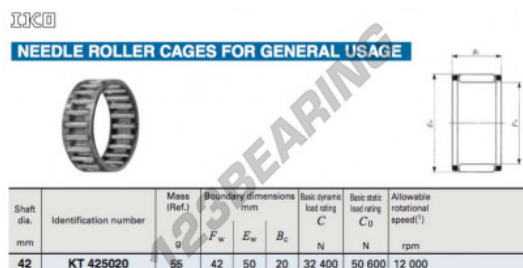 IKO
NEEDLE ROLLER CAGES FOR GENERAL USAGE
123BEARING
Shaft dia. mm
Identification number
Mass (Ref.) g
Boundary dimensions mm
Fw Ew Bc
Basic dynamic load rating C N
Basic static load rating C0 N
Allowable rotational speed(1) rpm
42 KT 425020 55 42 50 20 32 400 50 600 12 000